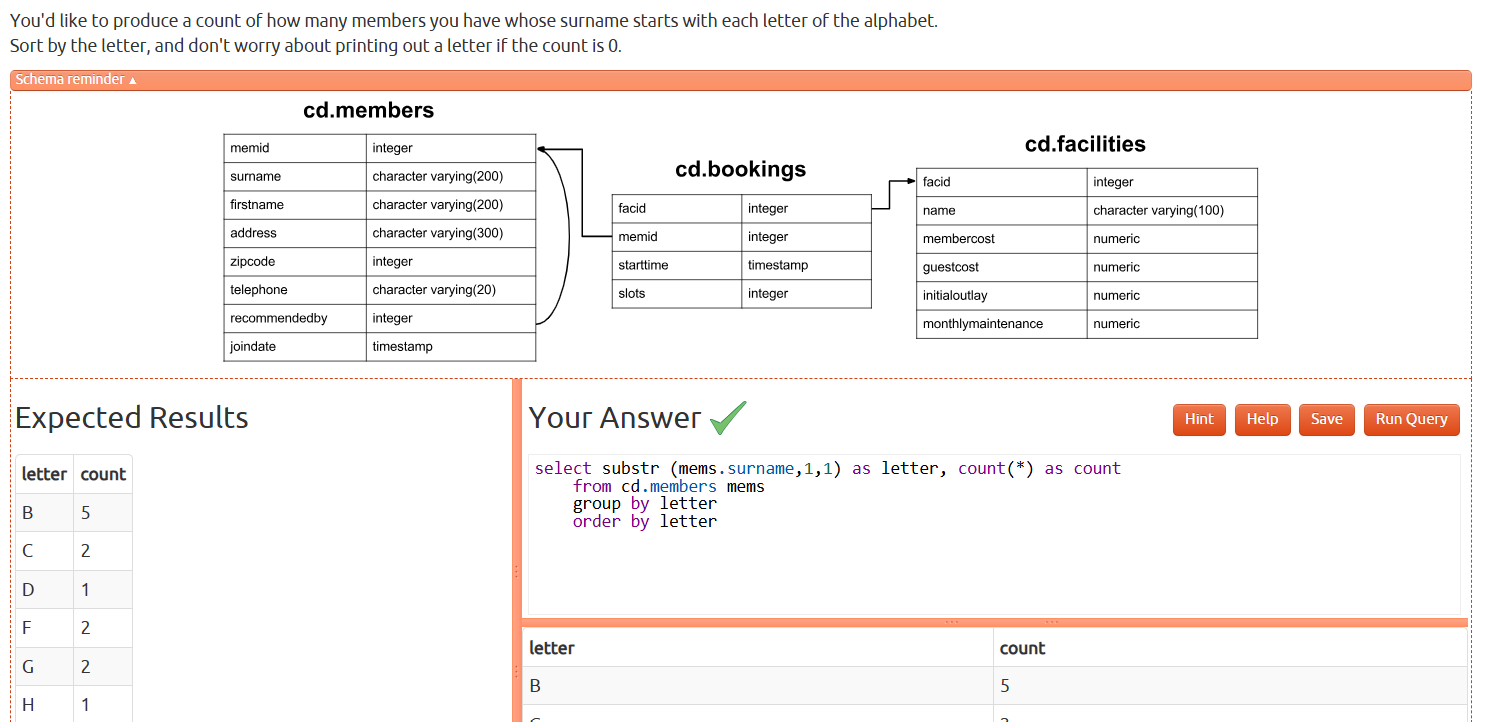 You'd like to produce a count of how many members you have whose surname starts with each letter of the alphabet.
Sort by the letter, and don't worry about printing out a letter if the count is 0.
Schema reminder ▲
cd.members
memid integer
surname character varying(200)
firstname character varying(200)
address character varying(300)
zipcode integer
telephone character varying(20)
recommendedby integer
joindate timestamp
cd.bookings
facid integer
memid integer
starttime timestamp
slots integer
cd.facilities
facid integer
name character varying(100)
membercost numeric
guestcost numeric
initialoutlay numeric
monthlymaintenance numeric
Expected Results
letter count
B 5
C 2
D 1
F 2
G 2
H 1
Your Answer
Hint Help Save Run Query
select substr (mems.surname,1,1) as letter, count(*) as count
from cd.members mems
group by letter
order by letter
letter count
B 5